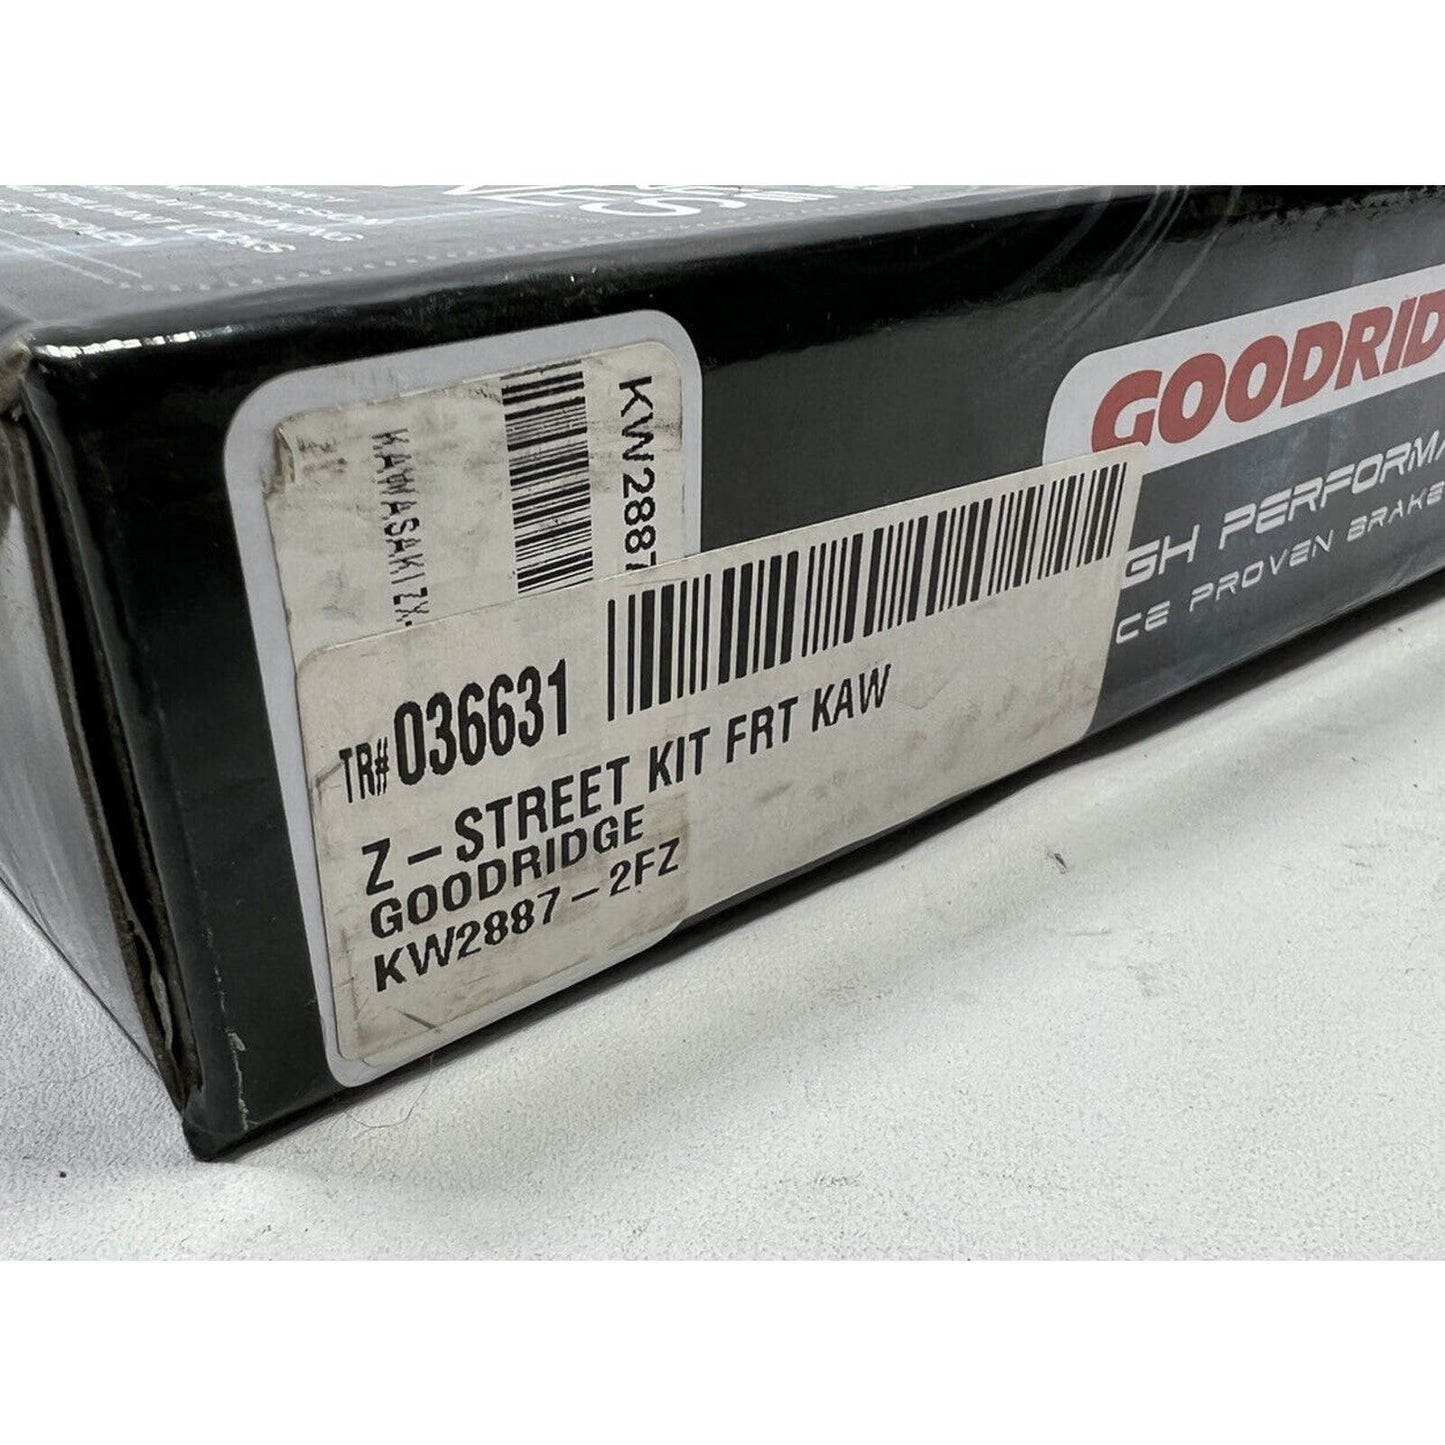 GOODRID
GH PERFORMA
CE PROVEN BRAKE
KW2887
KAWASAKI ZX-
TR#036631
Z-STREET KIT FRT KAW
GOODRIDGE
KW2887-2FZ